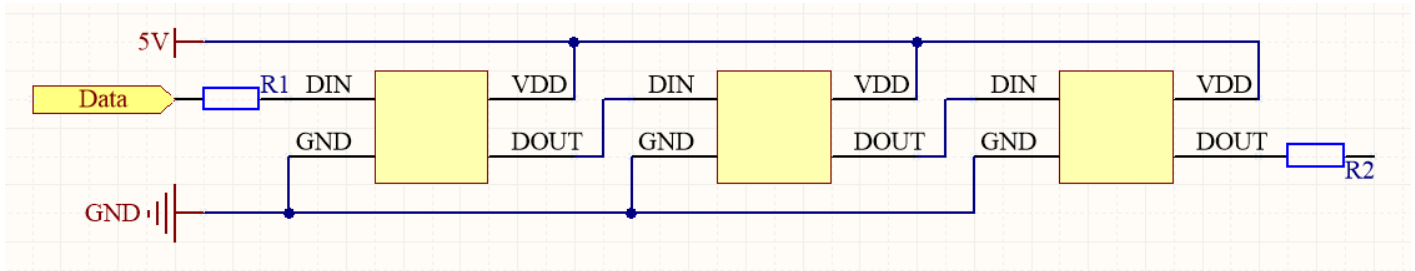 5V
Data R1 DIN VDD DIN VDD DIN VDD
GND DOUT GND DOUT GND DOUT R2
GND